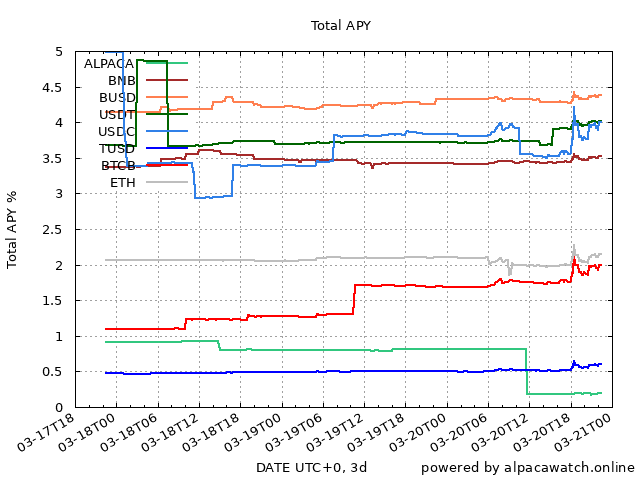 Total APY
Total APY %
5
4.5
4
3.5
3
2.5
2
1.5
1
0.5
0
ALPACA
BNB
BUSD
USDT
USDC
TUSD
BTCB
ETH
03-17T18
03-18T00
03-18T06
03-18T12
03-18T18
03-19T00
03-19T06
03-19T12
03-19T18
03-20T00
03-20T06
03-20T12
03-20T18
03-21T00
DATE UTC+0, 3d
powered by alpacawatch.online